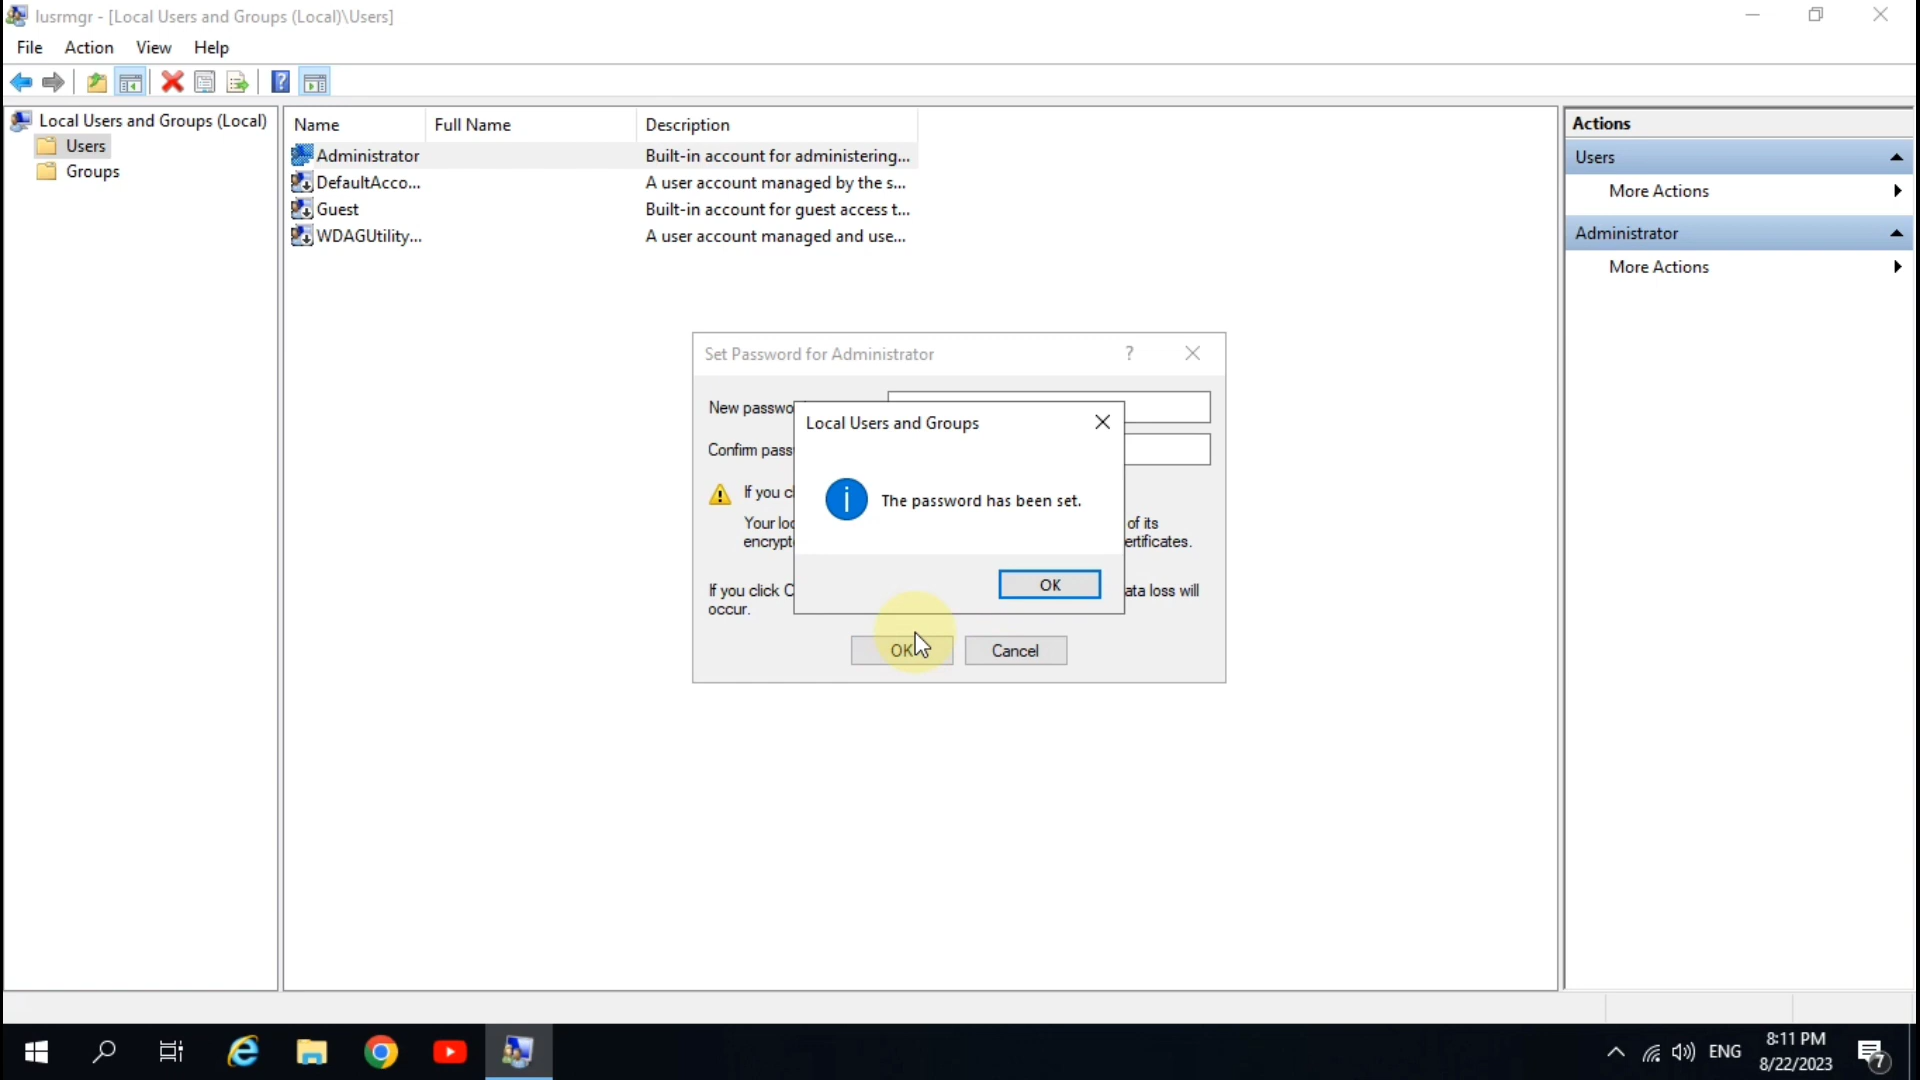 lusrmgr - [Local Users and Groups (Local)\Users]
File Action View Help
Local Users and Groups (Local)
Users
Groups
Name Full Name Description
Administrator Built-in account for administering...
DefaultAcco... A user account managed by the s...
Guest Built-in account for guest access t...
WDAGUtility... A user account managed and use...
Actions
Users
More Actions
Administrator
More Actions
Set Password for Administrator
New passwo
Confirm pass
If you cl
Your loc
of its
encrypt
ertificates.
If you click C
ata loss will
occur.
OK Cancel
Local Users and Groups
The password has been set.
OK
ENG
8:11 PM
8/22/2023
7